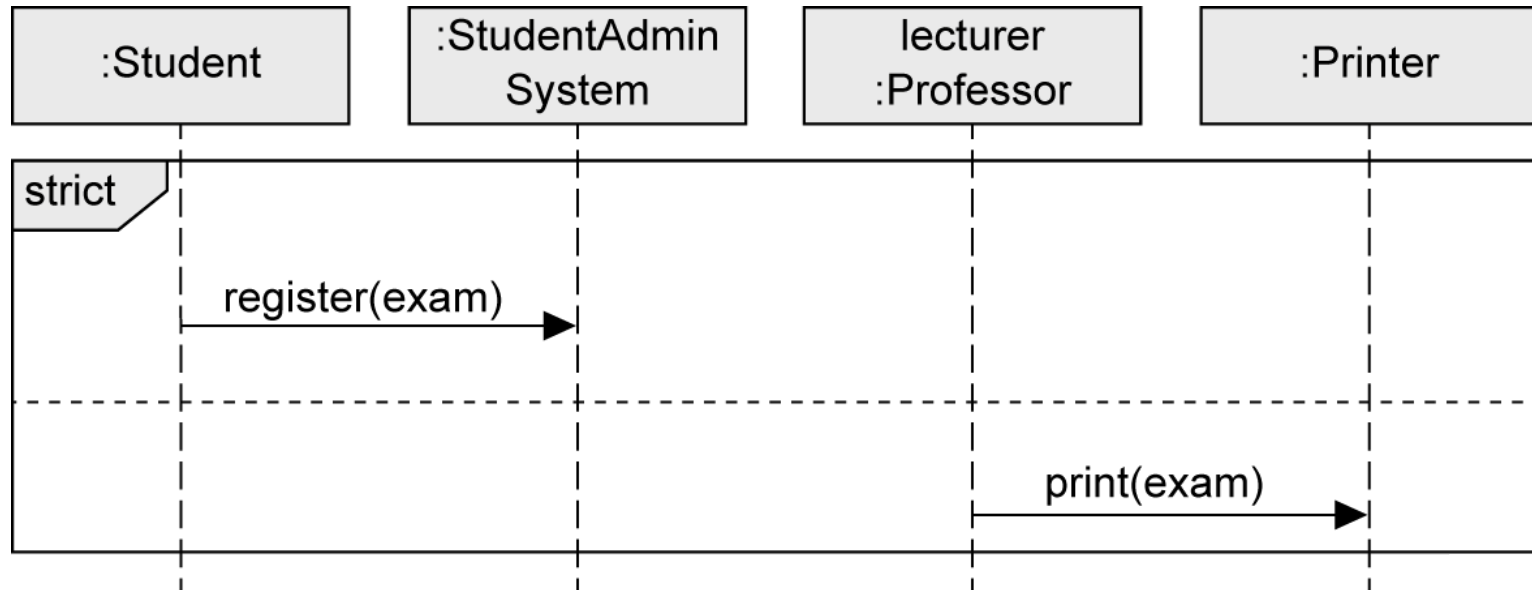 :Student
:StudentAdmin
System
lecturer
:Professor
:Printer
strict
register(exam)
print(exam)